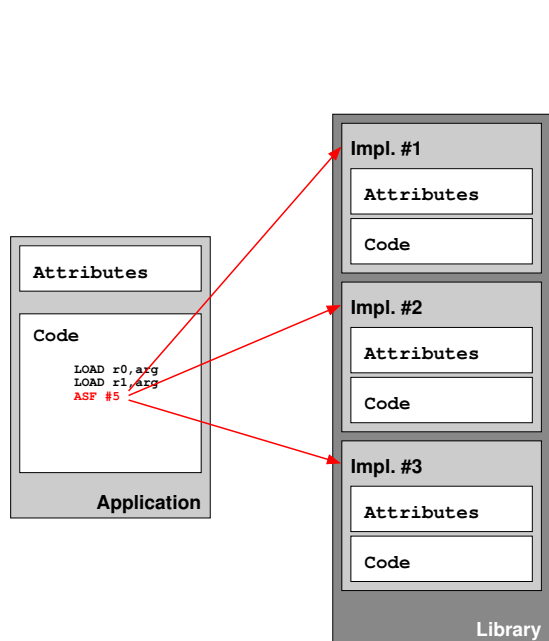 Attributes
Code
LOAD r0,arg
LOAD r1,arg
ASF #5
Application
Impl. #1
Attributes
Code
Impl. #2
Attributes
Code
Impl. #3
Attributes
Code
Library